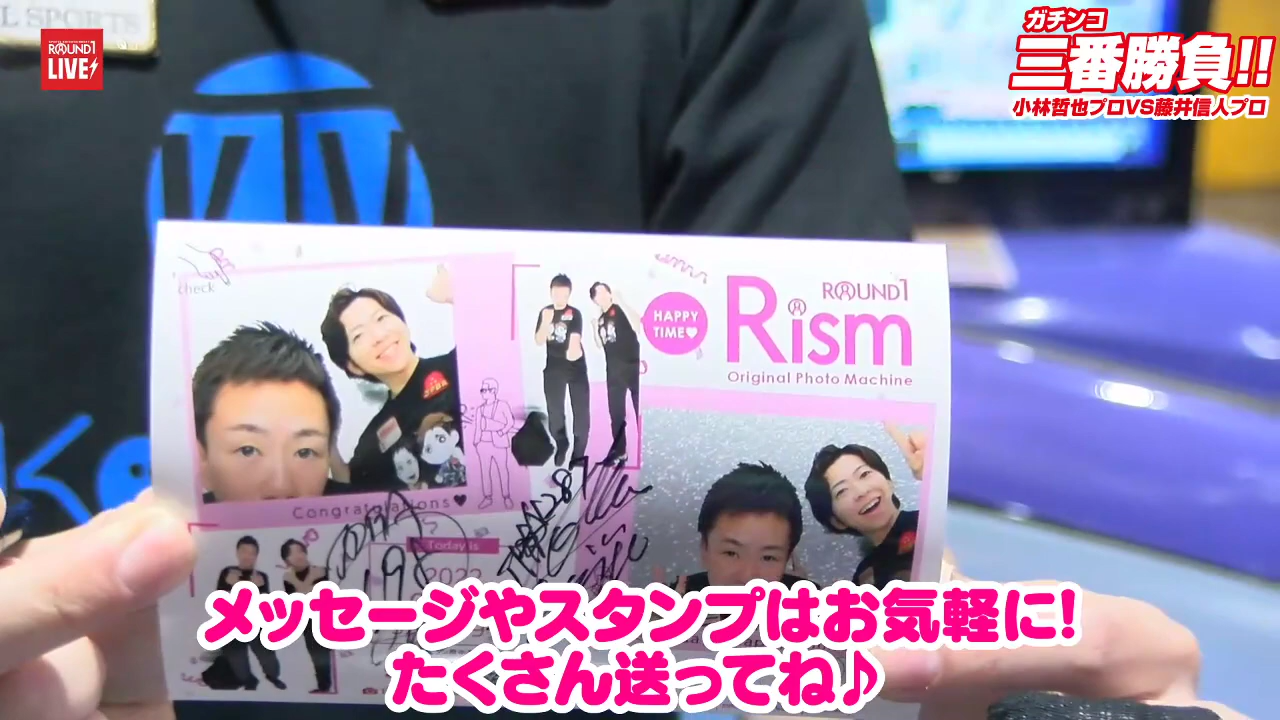 L SPORTS
ROUND1
LIVE
ガチンコ
三番勝負!!
小林哲也プロVS藤井信人プロ
check
HAPPY
TIME♥
ROUND1
Rism
Original Photo Machine
Congratulations♥
Today is
2022
メッセージやスタンプはお気軽に!
たくさん送ってね♪